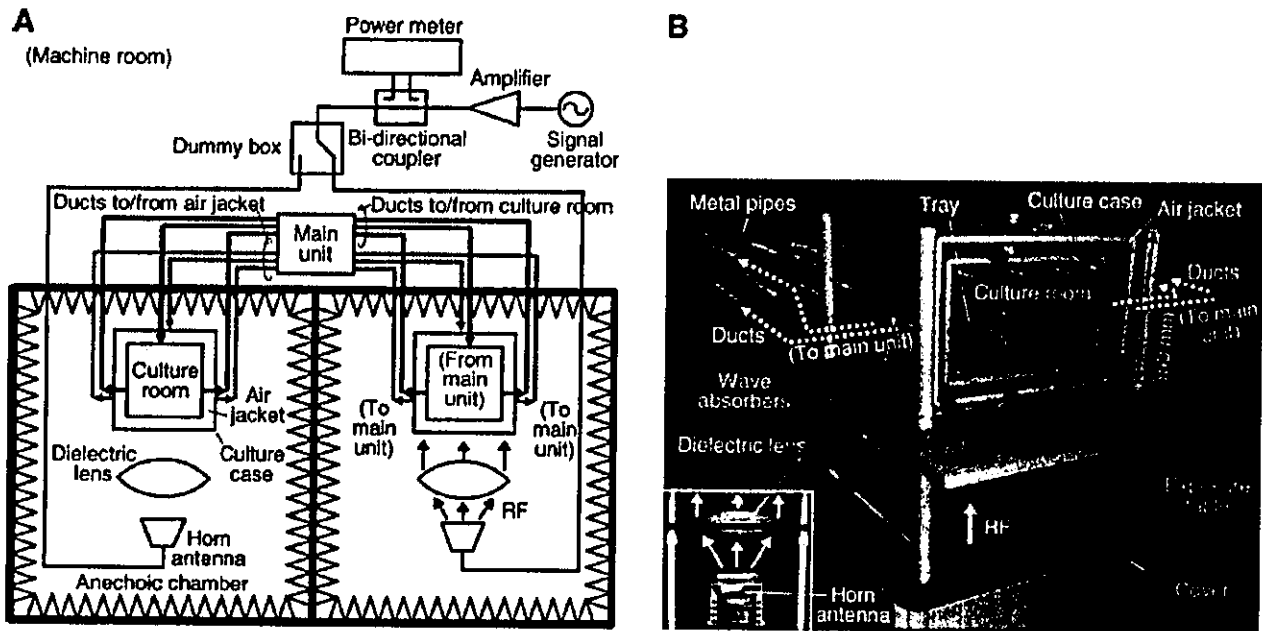 A
(Machine room)
Power meter
Amplifier
Bi-directional
coupler
Signal
generator
Dummy box
Ducts to/from air jacket
Ducts to/from culture room
Main
unit
Culture
room
(From
main
unit)
Air
jacket
(To
main
unit)
(To
main
unit)
Dielectric
lens
Culture
case
RF
Horn
antenna
Anechoic chamber
B
Metal pipes
Tray
Culture case
Air jacket
Ducts
Culture room
(To main
unit)
Ducts
(To main unit)
Wave
absorbers
Dielectric lens
RF
Horn
antenna
Cover